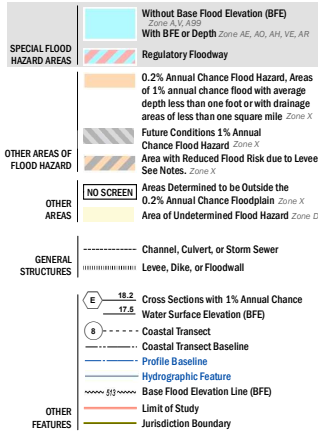 SPECIAL FLOOD
HAZARD AREAS
Without Base Flood Elevation (BFE)
Zone A,V, A99
With BFE or Depth Zone AE, AO, AH, VE, AR
Regulatory Floodway
OTHER AREAS OF
FLOOD HAZARD
0.2% Annual Chance Flood Hazard, Areas
of 1% annual chance flood with average
depth less than one foot or with drainage
areas of less than one square mile Zone X
Future Conditions 1% Annual
Chance Flood Hazard Zone X
Area with Reduced Flood Risk due to Levee
See Notes. Zone X
OTHER
AREAS
NO SCREEN
Areas Determined to be Outside the
0.2% Annual Chance Floodplain Zone X
Area of Undetermined Flood Hazard Zone D
GENERAL
STRUCTURES
Channel, Culvert, or Storm Sewer
Levee, Dike, or Floodwall
OTHER
FEATURES
E 18.2 Cross Sections with 1% Annual Chance
17.5 Water Surface Elevation (BFE)
8 Coastal Transect
Coastal Transect Baseline
Profile Baseline
Hydrographic Feature
513 Base Flood Elevation Line (BFE)
Limit of Study
Jurisdiction Boundary